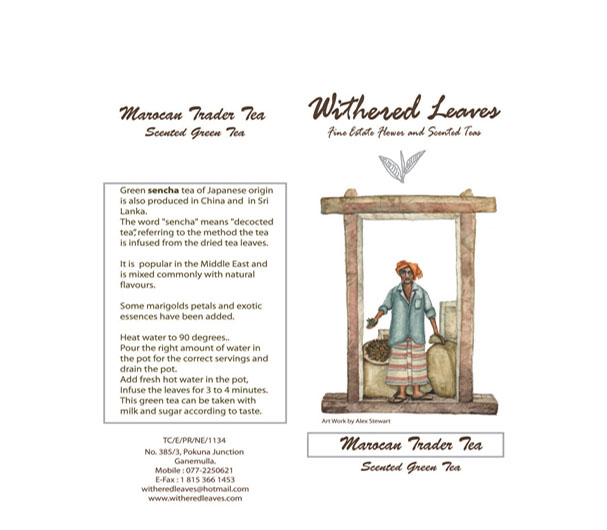 Marocan Trader Tea
Scented Green Tea
Green sencha tea of Japanese origin
is also produced in China and in Sri
Lanka.
The word "sencha" means "decocted
tea", referring to the method the tea
is infused from the dried tea leaves.
It is popular in the Middle East and
is mixed commonly with natural
flavours.
Some marigolds petals and exotic
essences have been added.
Heat water to 90 degrees..
Pour the right amount of water in
the pot for the correct servings and
drain the pot.
Add fresh hot water in the pot,
Infuse the leaves for 3 to 4 minutes.
This green tea can be taken with
milk and sugar according to taste.
TC/E/PR/NE/1134
No. 385/3, Pokuna Junction
Ganemulla.
Mobile : 077-2250621
E-Fax : 1 815 366 1453
witheredleaves@hotmail.com
www.witheredleaves.com
Withered Leaves
Fine Estate Flower and Scented Teas
Art Work by Alex Stewart
Marocan Trader Tea
Scented Green Tea